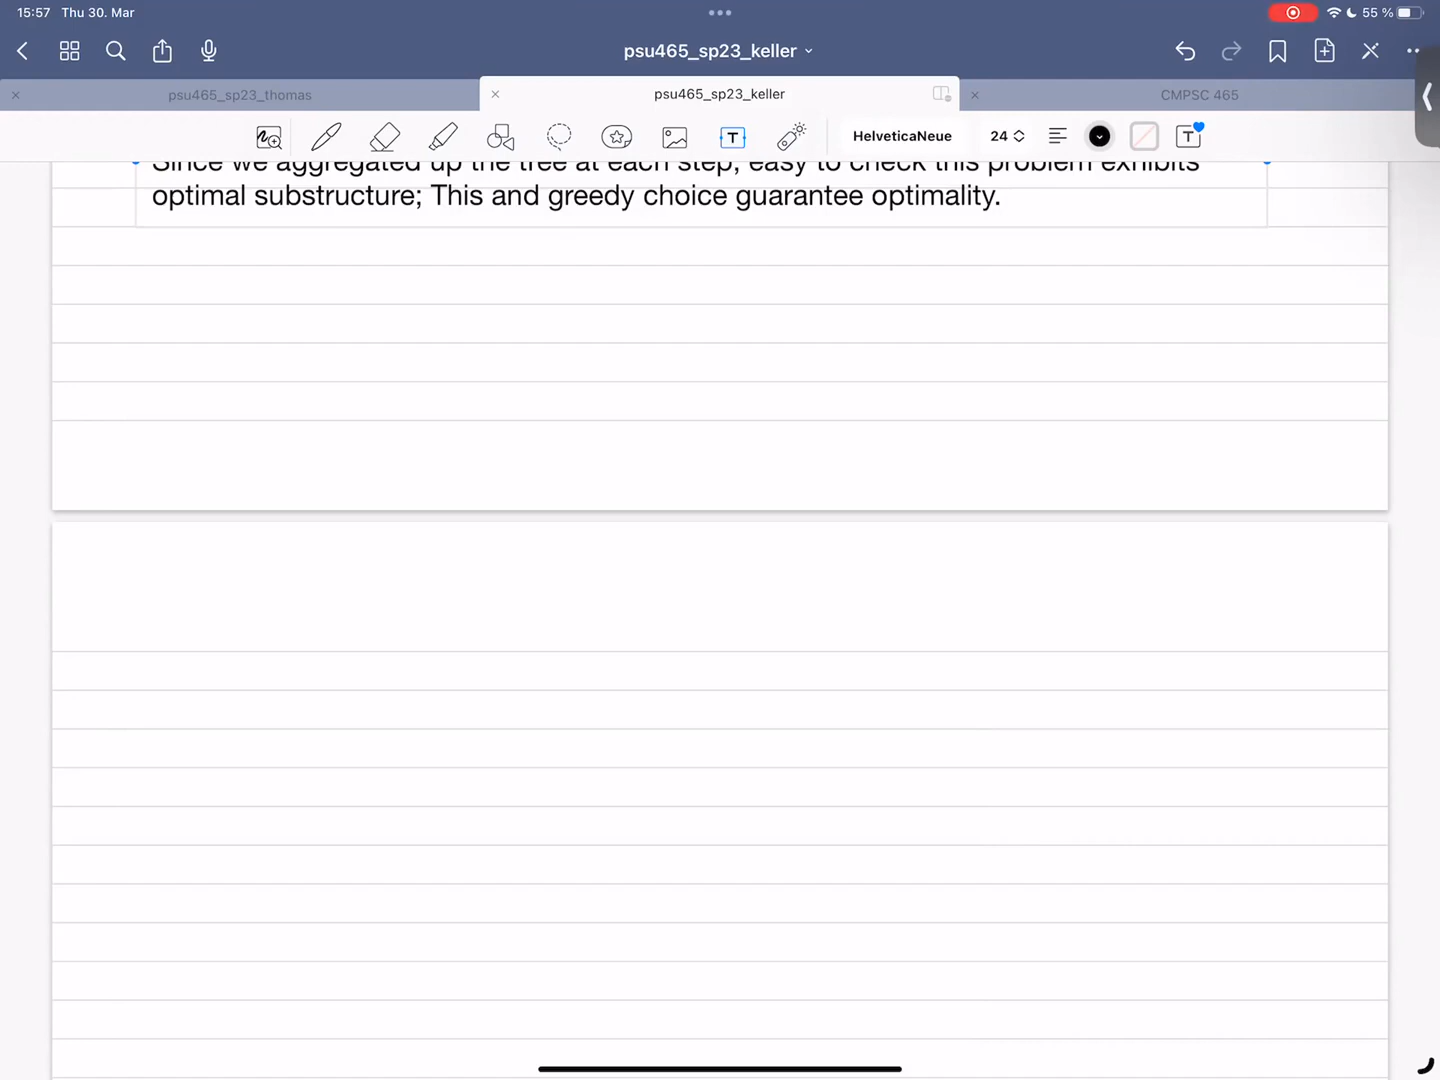 15:57 Thu 30. Mar
55 %
psu465_sp23_keller
psu465_sp23_thomas
psu465_sp23_keller
CMPSC 465
HelveticaNeue 24
Since we aggregated up the tree at each step, easy to check this problem exhibits
optimal substructure; This and greedy choice guarantee optimality.